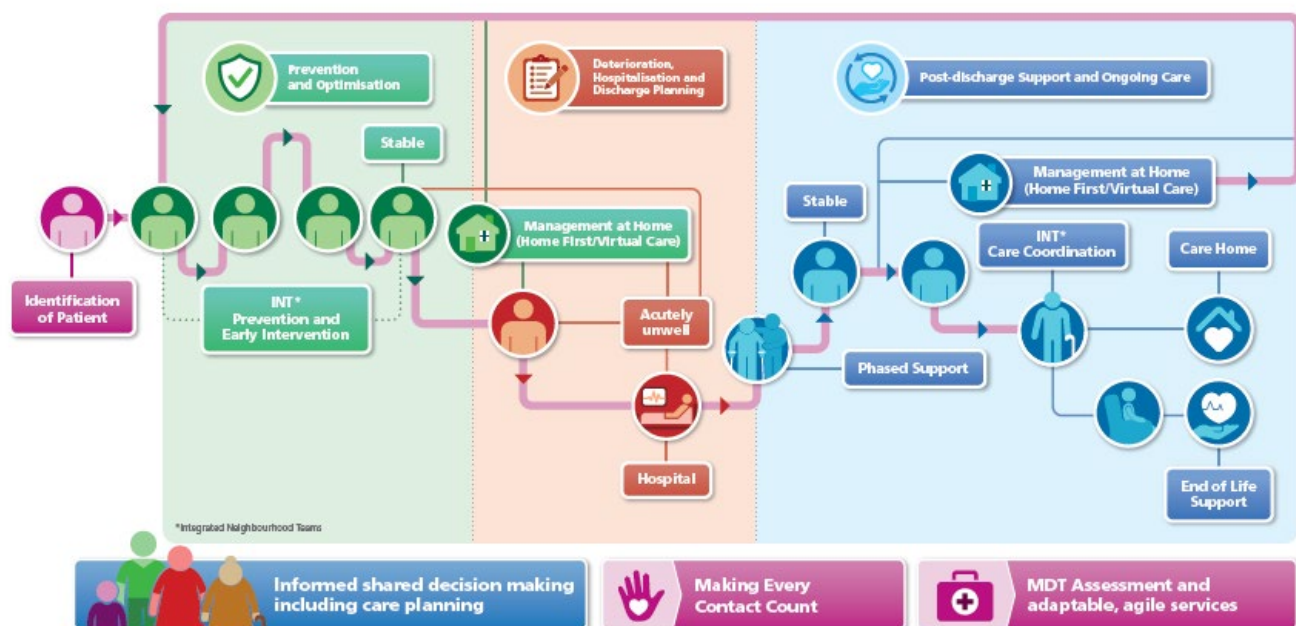 Prevention
and Optimisation
Deterioration,
Hospitalisation and
Discharge Planning
Post-discharge Support and Ongoing Care
Stable
Management at Home
(Home First/Virtual Care)
Identification
of Patient
INT*
Prevention and
Early Intervention
Acutely
unwell
Hospital
Stable
Management at Home
(Home First/Virtual Care)
INT*
Care Coordination
Care Home
Phased Support
End of Life
Support
*Integrated Neighbourhood Teams
Informed shared decision making
including care planning
Making Every
Contact Count
MDT Assessment and
adaptable, agile services